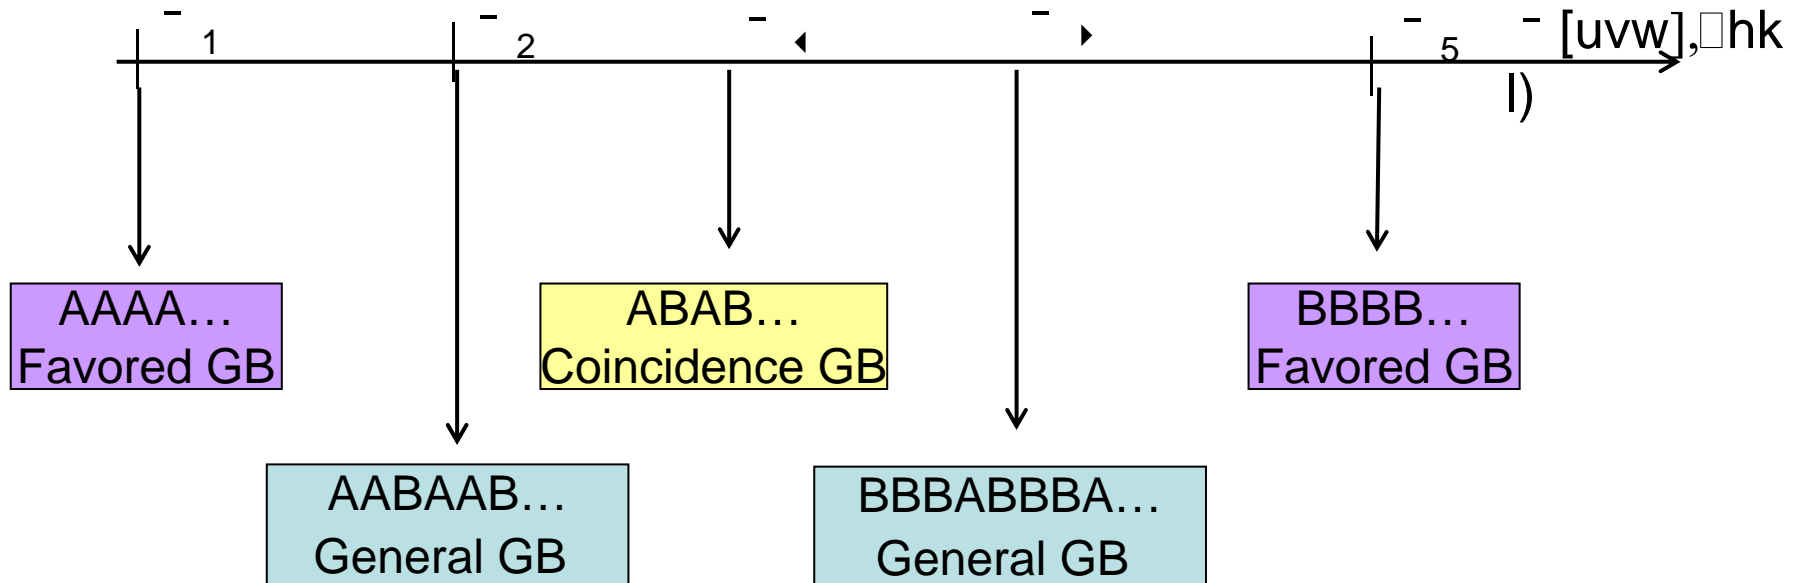 1
2
5
[uvw],□hk
l)
AAAA…
Favored GB
ABAB…
Coincidence GB
BBBB…
Favored GB
AABAAB…
General GB
BBBABBBA…
General GB